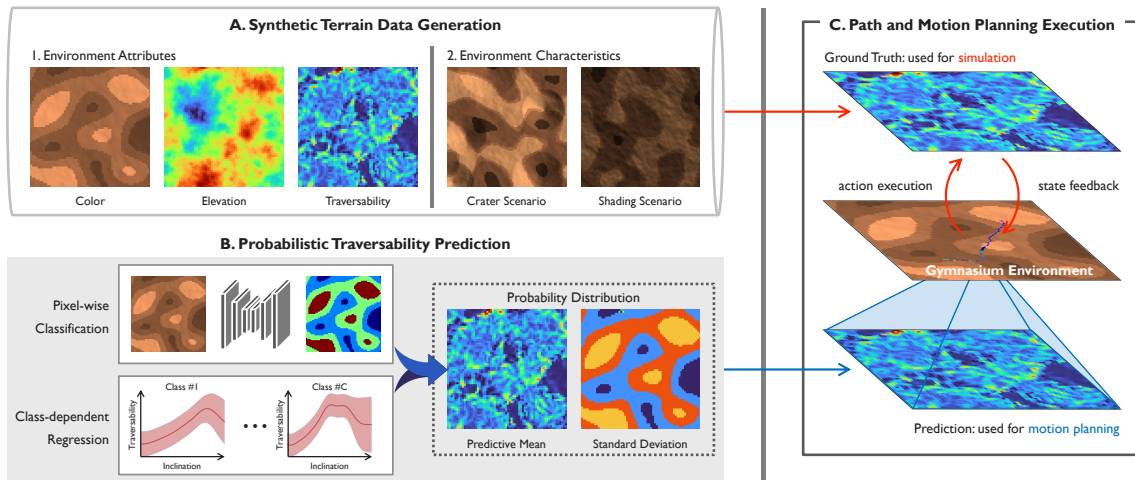 A. Synthetic Terrain Data Generation
1. Environment Attributes
2. Environment Characteristics
Color
Elevation
Traversability
Crater Scenario
Shading Scenario
B. Probabilistic Traversability Prediction
Pixel-wise
Classification
Class-dependent
Regression
Class #1
Traversability
Inclination
Class #C
Traversability
Inclination
Probability Distribution
Predictive Mean
Standard Deviation
C. Path and Motion Planning Execution
Ground Truth: used for simulation
action execution
state feedback
Gymnasium Environment
Prediction: used for motion planning